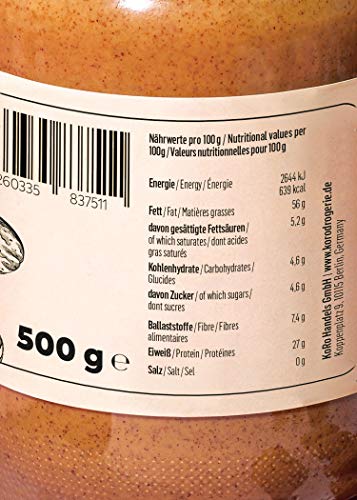 Nährwerte pro 100 g / Nutritional values per
100g / Valeurs nutritionnelles pour 100 g
Energie / Energy / Énergie 2644 kJ
639 kcal
Fett / Fat / Matières grasses 56 g
davon gesättigte Fettsäuren / 5,2 g
of which saturates / dont acides
gras saturés
Kohlenhydrate / Carbohydrates / 4,6 g
Glucides
davon Zucker / of which sugars / 4,6 g
dont sucres
Ballaststoffe / Fibre / Fibres 7,4 g
alimentaires
Eiweiß / Protein / Protéines 27 g
Salz / Salt / Sel 0 g
260335 837511
500 g ℮
KoRo Handels GmbH | www.korodrogerie.de
Koppenplatz 9, 10115 Berlin, Germany